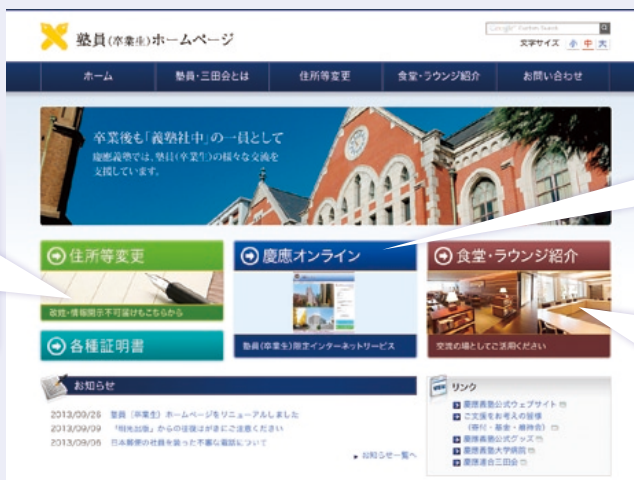 塾員(卒業生)ホームページ
Google™ Custom Search
文字サイズ 小 中 大
ホーム 塾員・三田会とは 住所等変更 食堂・ラウンジ紹介 お問い合わせ
卒業後も「義塾社中」の一員として
慶應義塾では、塾員(卒業生)の様々な交流を
支援しています。
住所等変更
改姓・情報開示不可届けもこちらから
各種証明書
慶應オンライン
塾員(卒業生)限定インターネットサービス
食堂・ラウンジ紹介
交流の場としてご活用ください
お知らせ
2013/09/26 塾員(卒業生)ホームページをリニューアルしました
2013/09/09 「明光出版」からの往復はがきにご注意ください
2013/09/06 日本郵便の社員を装った不審な電話について
お知らせ一覧へ
リンク
慶應義塾公式ウェブサイト
ご支援をお考えの皆様
(寄付・基金・維持会)
慶應義塾公式グッズ
慶應義塾大学病院
慶應連合三田会